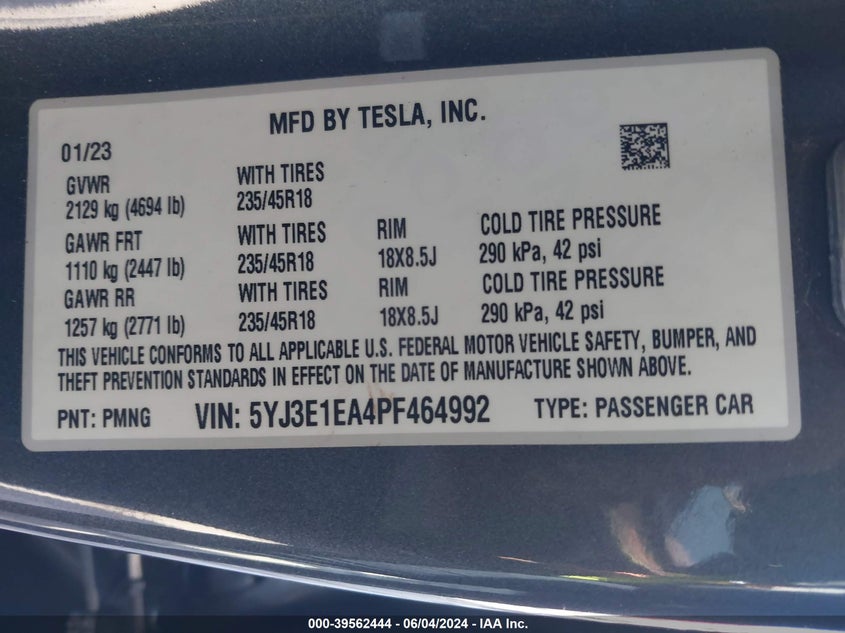 MFD BY TESLA, INC.
01/23
GVWR WITH TIRES
2129 kg (4694 lb) 235/45R18
GAWR FRT WITH TIRES RIM COLD TIRE PRESSURE
1110 kg (2447 lb) 235/45R18 18X8.5J 290 kPa, 42 psi
GAWR RR WITH TIRES RIM COLD TIRE PRESSURE
1257 kg (2771 lb) 235/45R18 18X8.5J 290 kPa, 42 psi
THIS VEHICLE CONFORMS TO ALL APPLICABLE U.S. FEDERAL MOTOR VEHICLE SAFETY, BUMPER, AND
THEFT PREVENTION STANDARDS IN EFFECT ON THE DATE OF MANUFACTURE SHOWN ABOVE.
PNT: PMNG VIN: 5YJ3E1EA4PF464992 TYPE: PASSENGER CAR
000-39562444 - 06/04/2024 - IAA Inc.